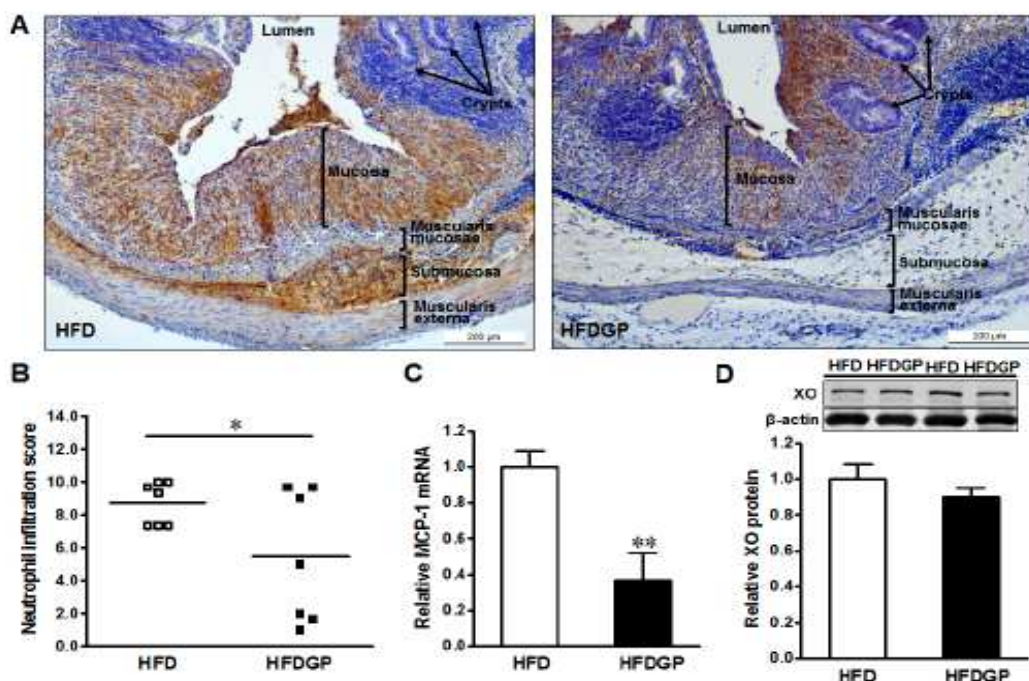 A
Lumen
Crypts
Mucosa
Muscularis
mucosae
Submucosa
Muscularis
externa
HFD
200 µm
Lumen
Crypts
Mucosa
Muscularis
mucosae
Submucosa
Muscularis
externa
HFDGP
200 µm
B
Neutrophil infiltration score
14.0
12.0
10.0
8.0
6.0
4.0
2.0
0.0
*
HFD HFDGP
C
Relative MCP-1 mRNA
1.2
1.0
0.8
0.6
0.4
0.2
0.0
**
HFD HFDGP
D
HFD HFDGP HFD HFDGP
XO
β-actin
Relative XO protein
1.2
1.0
0.8
0.6
0.4
0.2
0.0
HFD HFDGP